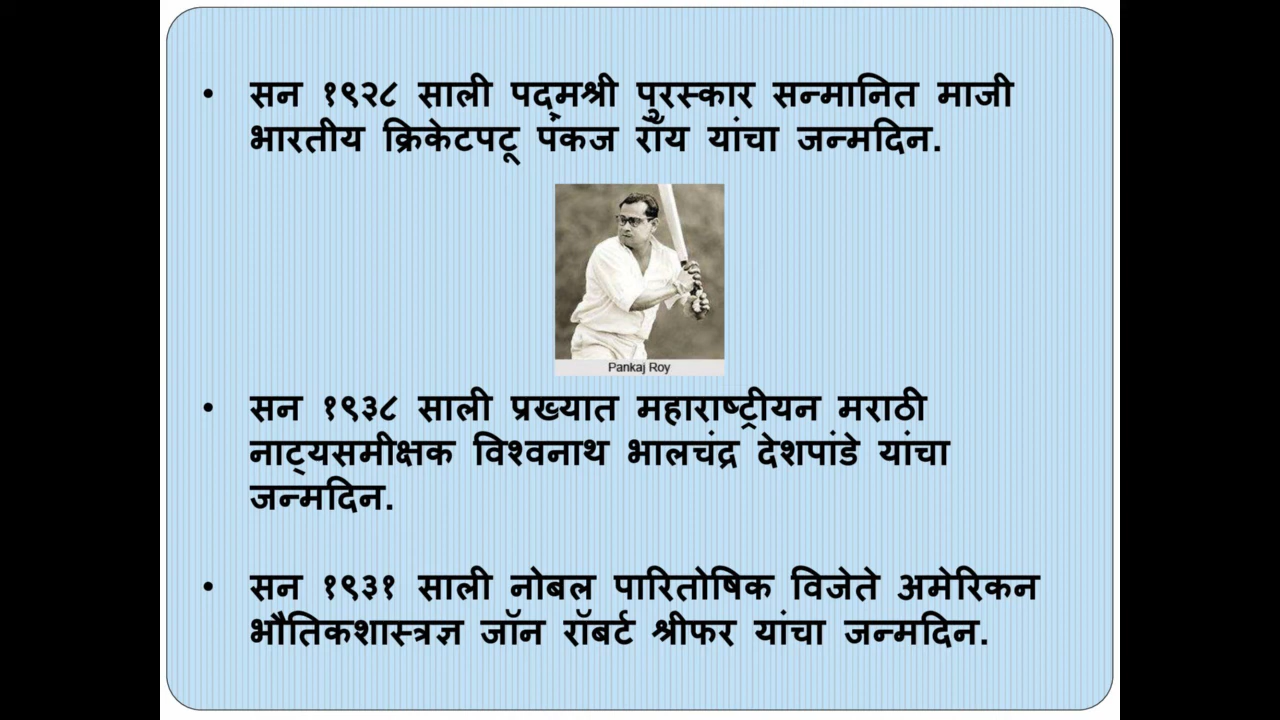 • सन १९२८ साली पद्मश्री पुरस्कार सन्मानित माजी
भारतीय क्रिकेटपटू पंकज रॉय यांचा जन्मदिन.
Pankaj Roy
• सन १९३८ साली प्रख्यात महाराष्ट्रीयन मराठी
नाट्यसमीक्षक विश्वनाथ भालचंद्र देशपांडे यांचा
जन्मदिन.
• सन १९३१ साली नोबल पारितोषिक विजेते अमेरिकन
भौतिकशास्त्रज्ञ जॉन रॉबर्ट श्रीफर यांचा जन्मदिन.